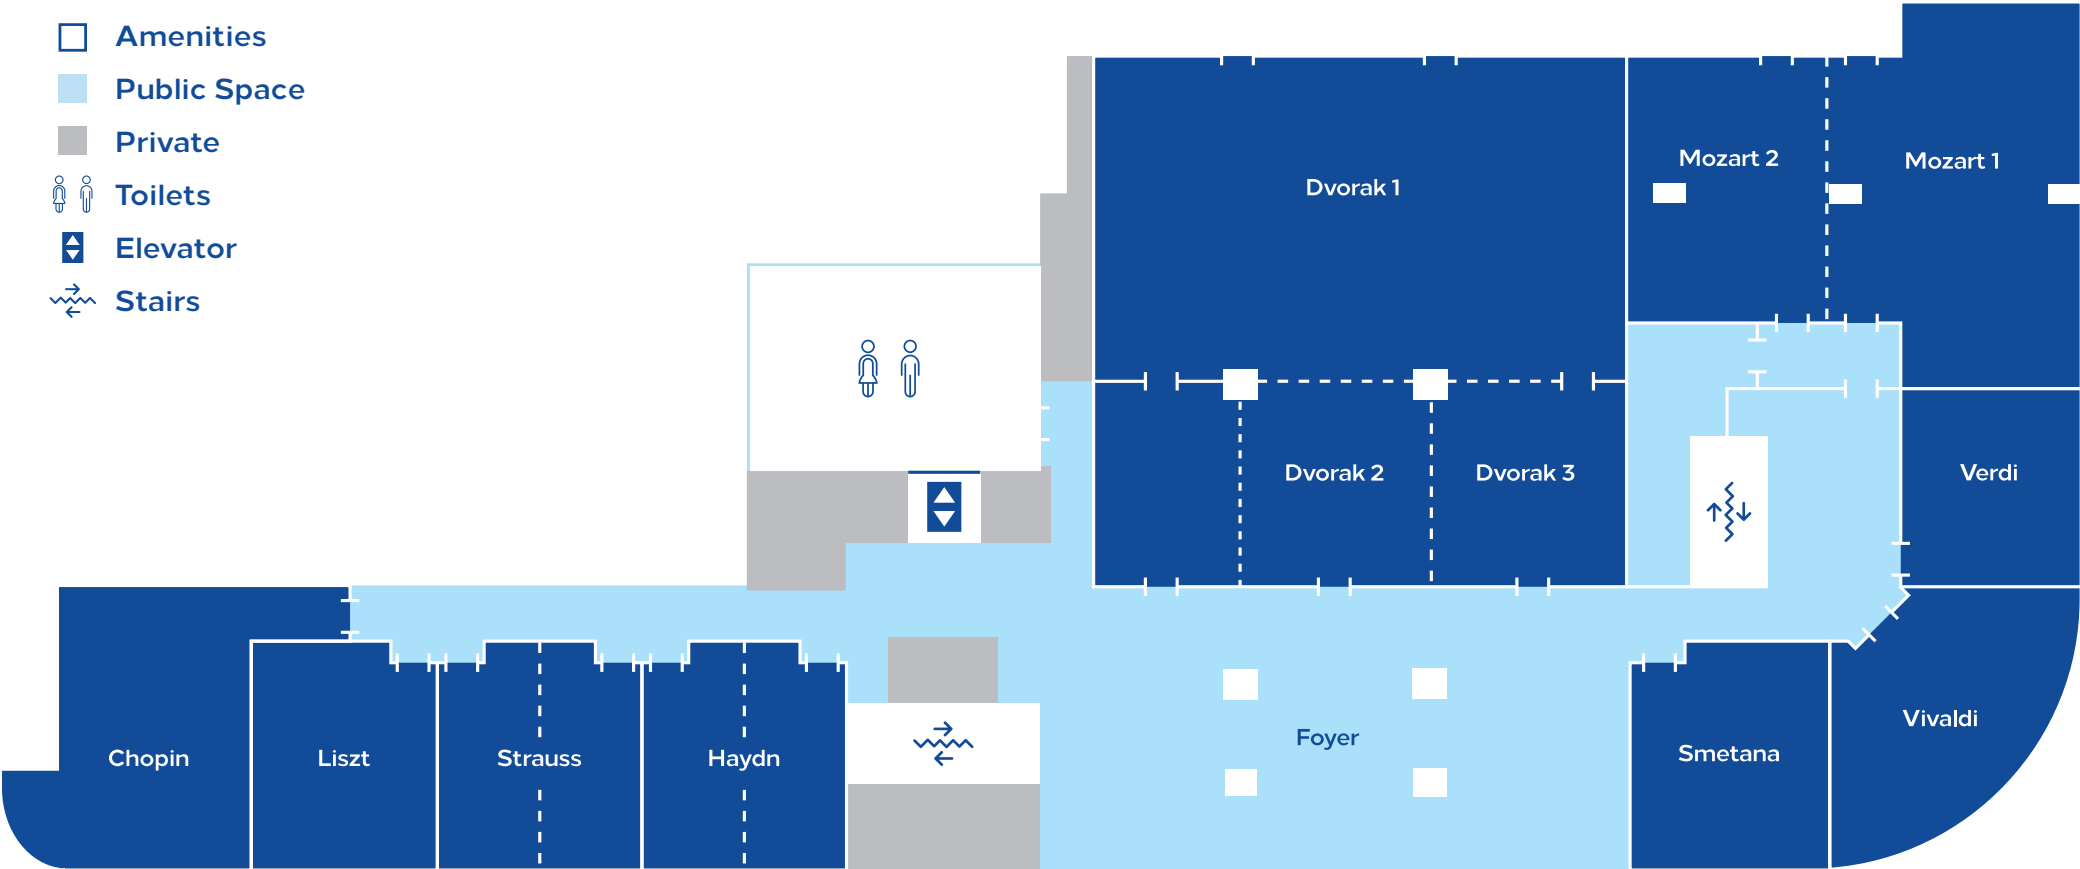 Amenities
Public Space
Private
Toilets
Elevator
Stairs
Dvorak 1
Mozart 2
Mozart 1
Dvorak 2
Dvorak 3
Verdi
Chopin
Liszt
Strauss
Haydn
Foyer
Smetana
Vivaldi